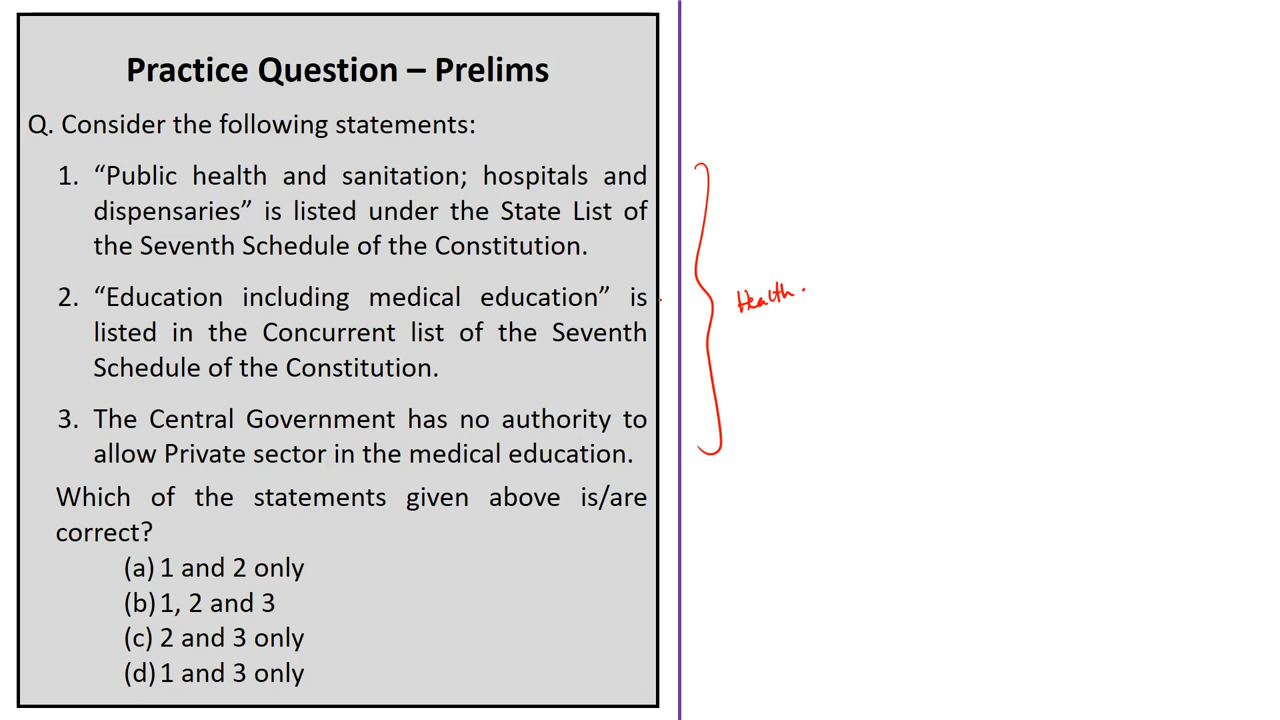 Practice Question – Prelims
Q. Consider the following statements:
1. “Public health and sanitation; hospitals and
dispensaries” is listed under the State List of
the Seventh Schedule of the Constitution.
2. “Education including medical education” is
listed in the Concurrent list of the Seventh
Schedule of the Constitution.
3. The Central Government has no authority to
allow Private sector in the medical education.
Which of the statements given above is/are
correct?
(a) 1 and 2 only
(b) 1, 2 and 3
(c) 2 and 3 only
(d) 1 and 3 only
Health.